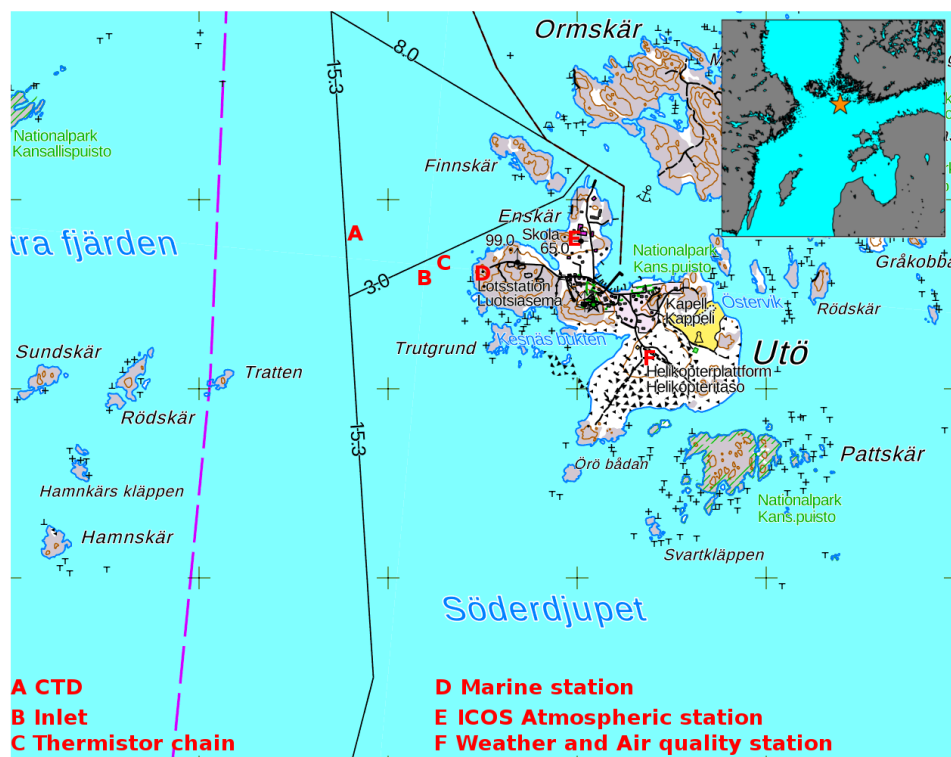 Ormskär
8.0
15.3
Nationalpark
Kansallispuisto
Finnskär
Enskär
Skola
E
99.0
65.0
A
tra fjärden
C
B
D
3.0
Nationalpark
Kans.puisto
Gråkobba
Lotsstation
Luotsiasema
Kapell
Kappeli
Östervik
Rödskär
Kesnäs bukten
Trutgrund
Utö
F
Sundskär
Tratten
Helikopterplattform
Helikopteritaso
Rödskär
15.3
Pattskär
Örö bådan
Hamnkärs kläppen
Nationalpark
Kans.puisto
Hamnskär
Svartkläppen
Söderdjupet
A CTD
D Marine station
B Inlet
E ICOS Atmospheric station
C Thermistor chain
F Weather and Air quality station